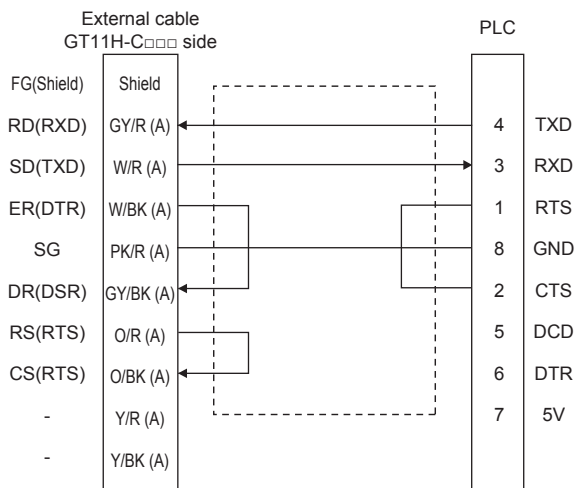 External cable
GT11H-C□□□ side
PLC
FG(Shield) Shield
RD(RXD) GY/R (A) 4 TXD
SD(TXD) W/R (A) 3 RXD
ER(DTR) W/BK (A) 1 RTS
SG PK/R (A) 8 GND
DR(DSR) GY/BK (A) 2 CTS
RS(RTS) O/R (A) 5 DCD
CS(RTS) O/BK (A) 6 DTR
- Y/R (A) 7 5V
- Y/BK (A)